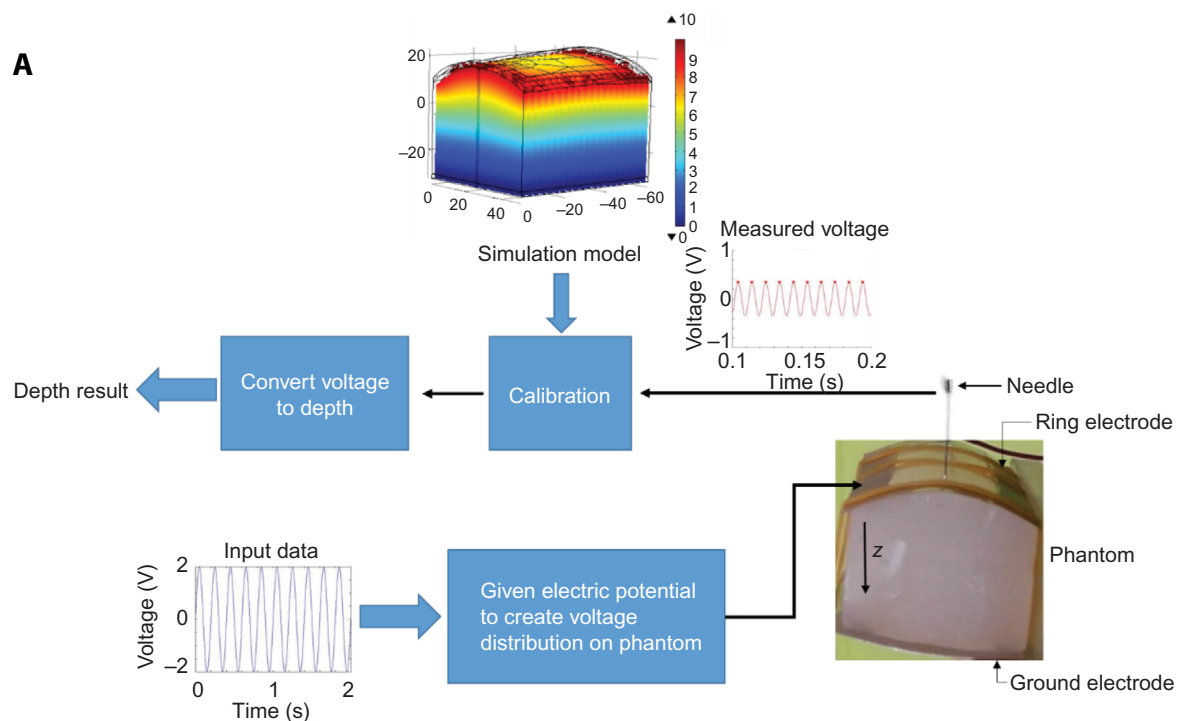 A
20
0
–20
0
20
40
0
–20
–40
–60
10
9
8
7
6
5
4
3
2
1
0
0
Simulation model
Measured voltage
Voltage (V)
1
0
–1
0.1
0.15
0.2
Time (s)
Depth result
Convert voltage
to depth
Calibration
Needle
Ring electrode
z
Phantom
Ground electrode
Input data
Voltage (V)
2
0
–2
0
1
2
Time (s)
Given electric potential
to create voltage
distribution on phantom